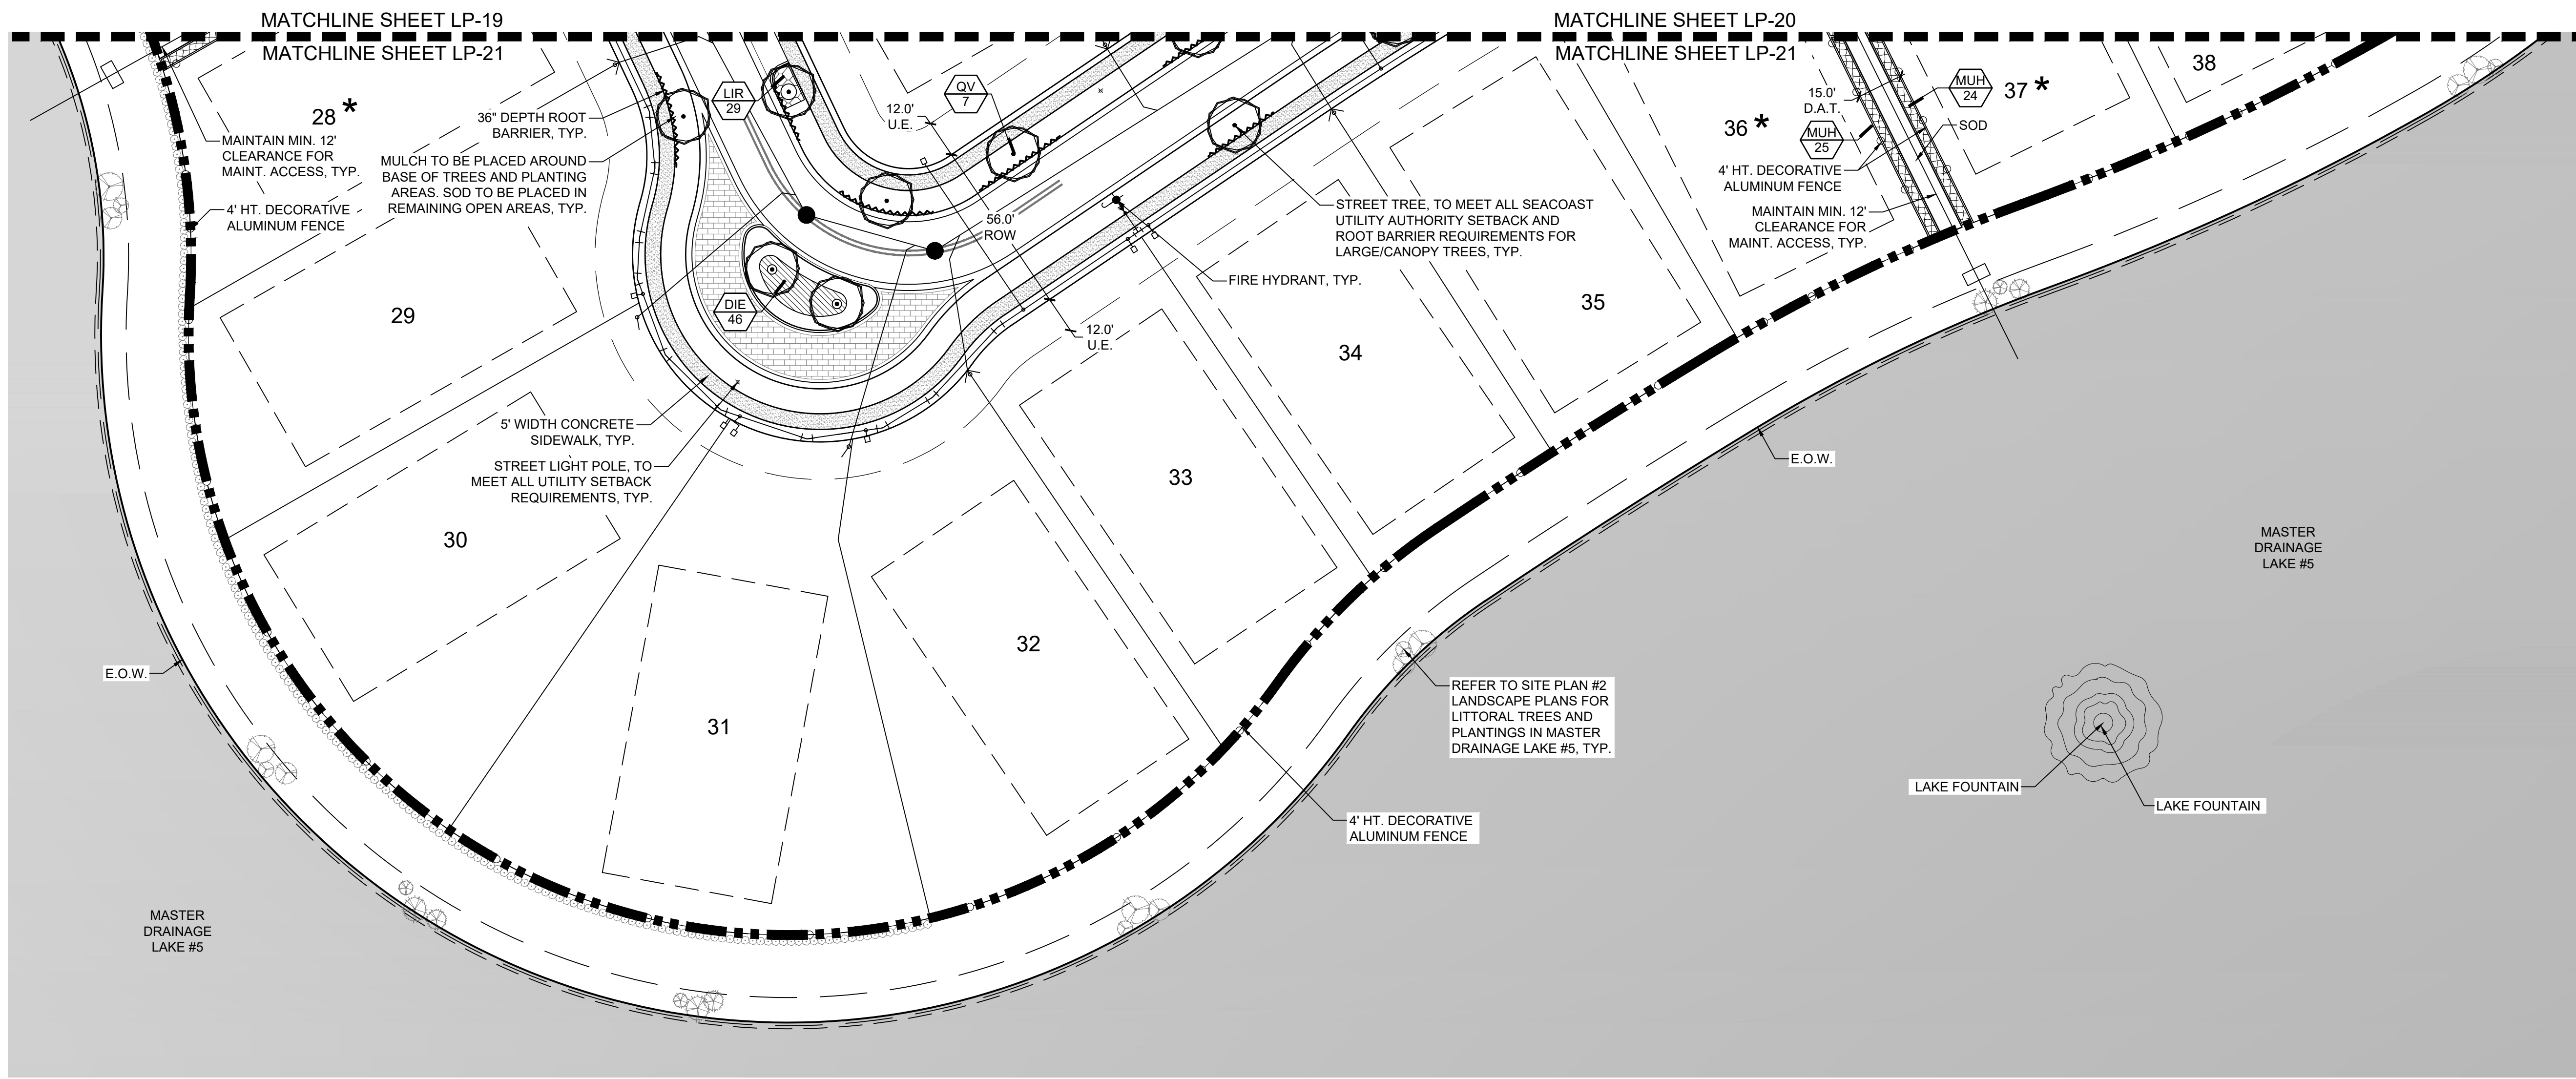 MATCHLINE SHEET LP-19
MATCHLINE SHEET LP-21
MATCHLINE SHEET LP-20
MATCHLINE SHEET LP-21
28 *
MAINTAIN MIN. 12'
CLEARANCE FOR
MAINT. ACCESS, TYP.
4' HT. DECORATIVE
ALUMINUM FENCE
36" DEPTH ROOT
BARRIER, TYP.
MULCH TO BE PLACED AROUND
BASE OF TREES AND PLANTING
AREAS. SOD TO BE PLACED IN
REMAINING OPEN AREAS, TYP.
LIR
29
12.0'
U.E.
QV
7
56.0'
ROW
DIE
46
12.0'
U.E.
STREET TREE, TO MEET ALL SEACOAST
UTILITY AUTHORITY SETBACK AND
ROOT BARRIER REQUIREMENTS FOR
LARGE/CANOPY TREES, TYP.
FIRE HYDRANT, TYP.
36 *
15.0'
D.A.T.
MUH
25
MUH
24
37 *
38
SOD
4' HT. DECORATIVE
ALUMINUM FENCE
MAINTAIN MIN. 12'
CLEARANCE FOR
MAINT. ACCESS, TYP.
29
35
34
5' WIDTH CONCRETE
SIDEWALK, TYP.
STREET LIGHT POLE, TO
MEET ALL UTILITY SETBACK
REQUIREMENTS, TYP.
33
E.O.W.
30
MASTER
DRAINAGE
LAKE #5
32
E.O.W.
31
REFER TO SITE PLAN #2
LANDSCAPE PLANS FOR
LITTORAL TREES AND
PLANTINGS IN MASTER
DRAINAGE LAKE #5, TYP.
LAKE FOUNTAIN
LAKE FOUNTAIN
4' HT. DECORATIVE
ALUMINUM FENCE
MASTER
DRAINAGE
LAKE #5